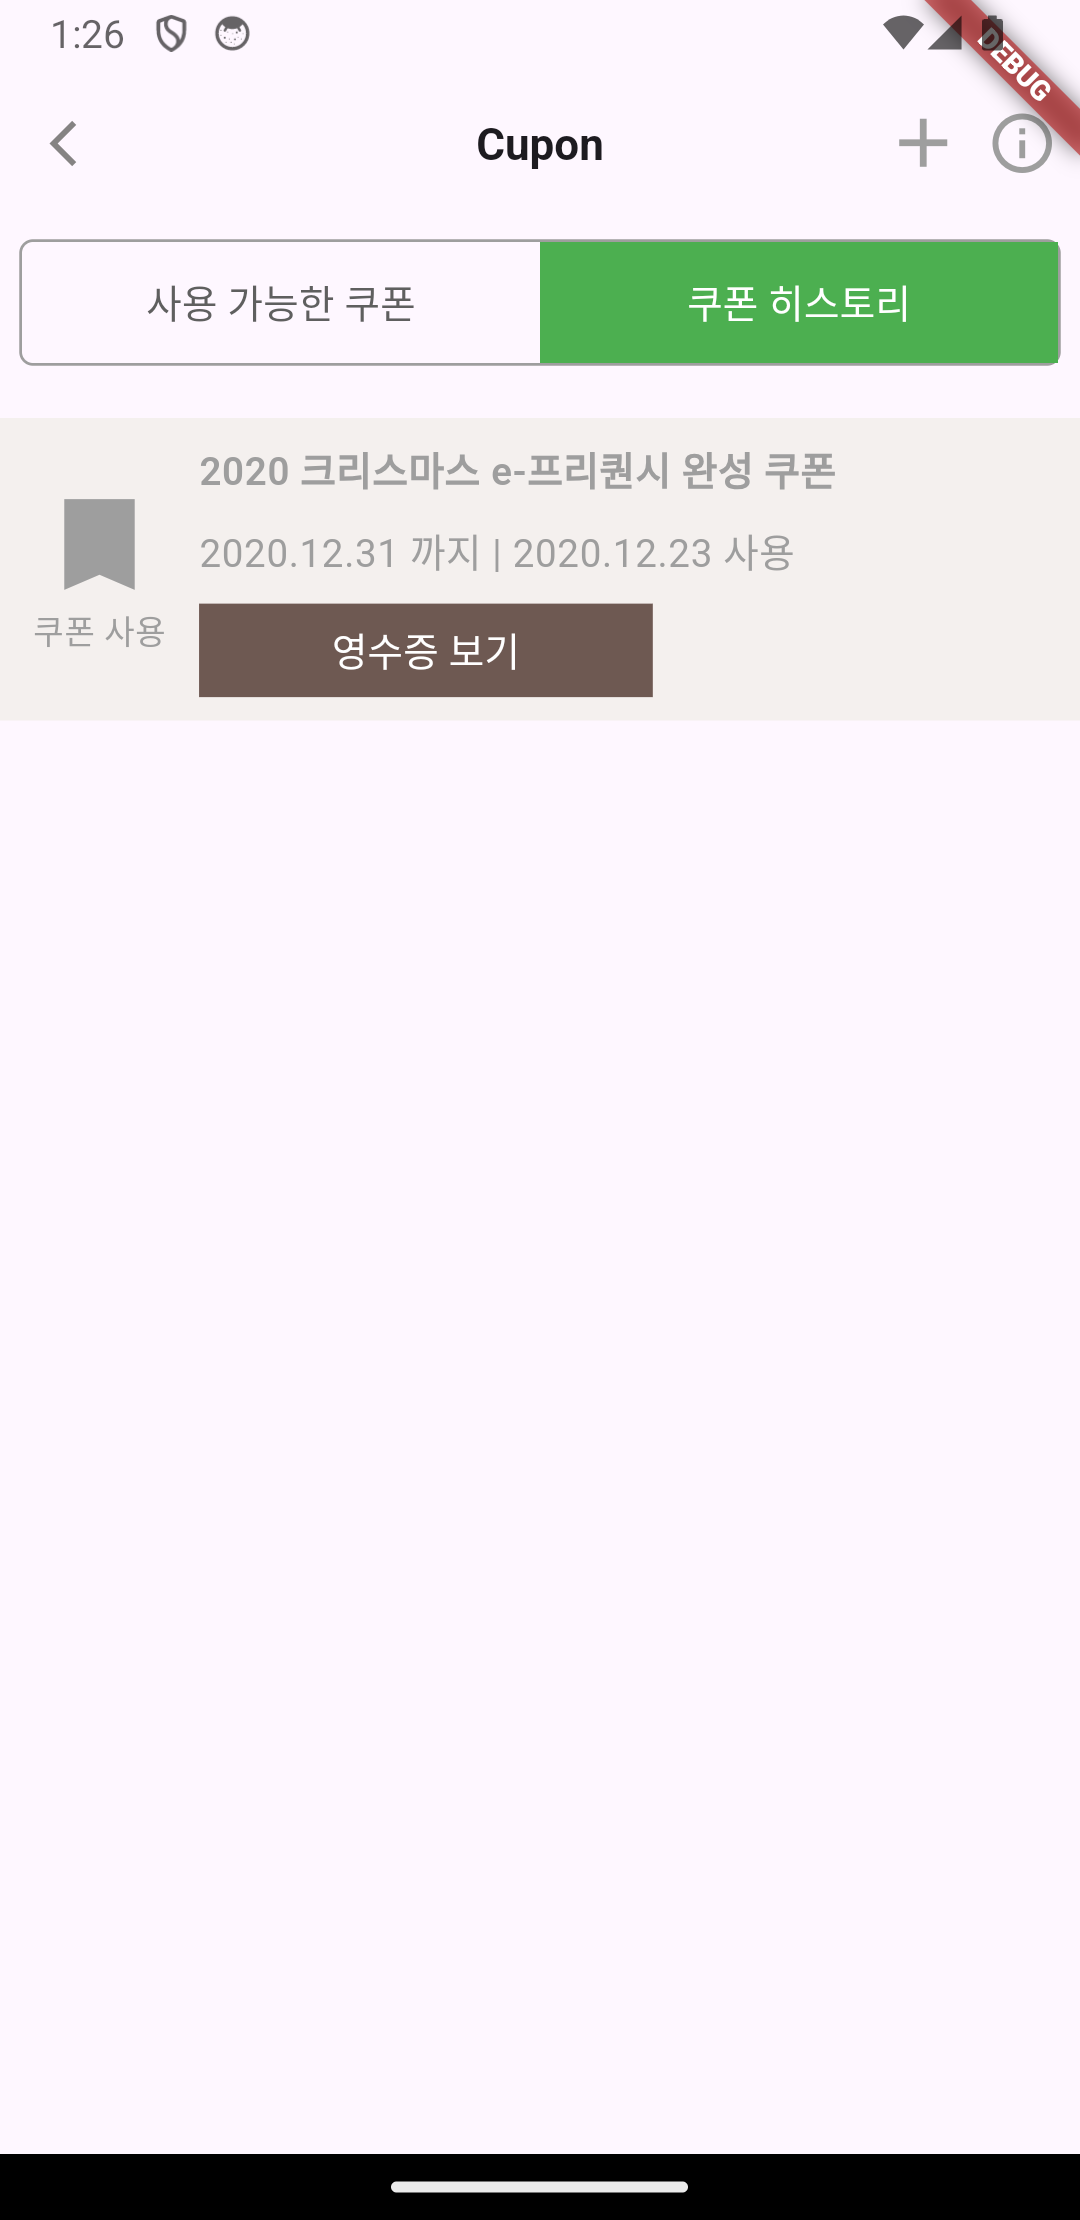 1:26
DEBUG
Cupon
사용 가능한 쿠폰
쿠폰 히스토리
2020 크리스마스 e-프리퀀시 완성 쿠폰
2020.12.31 까지 | 2020.12.23 사용
쿠폰 사용
영수증 보기